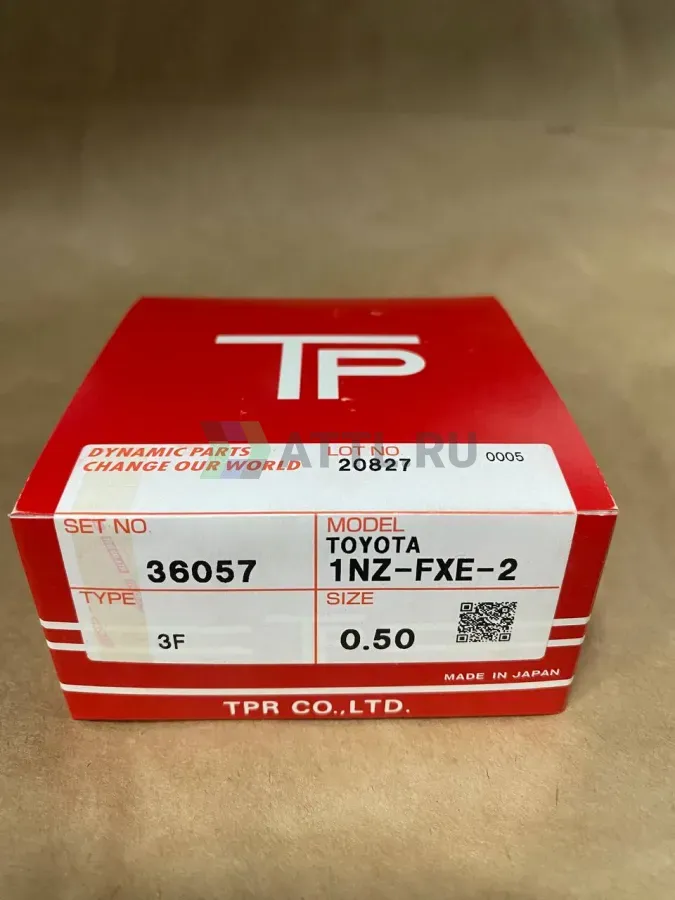 TP
ATTL.RU
DYNAMIC PARTS
CHANGE OUR WORLD
LOT NO.
20827
0005
SET NO.
36057
MODEL
TOYOTA
1NZ-FXE-2
TYPE
3F
SIZE
0.50
MADE IN JAPAN
TPR CO.,LTD.